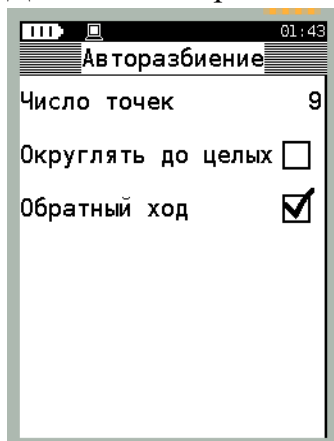 01:43
Авторазбиение
Число точек 9
Округлять до целых
Обратный ход